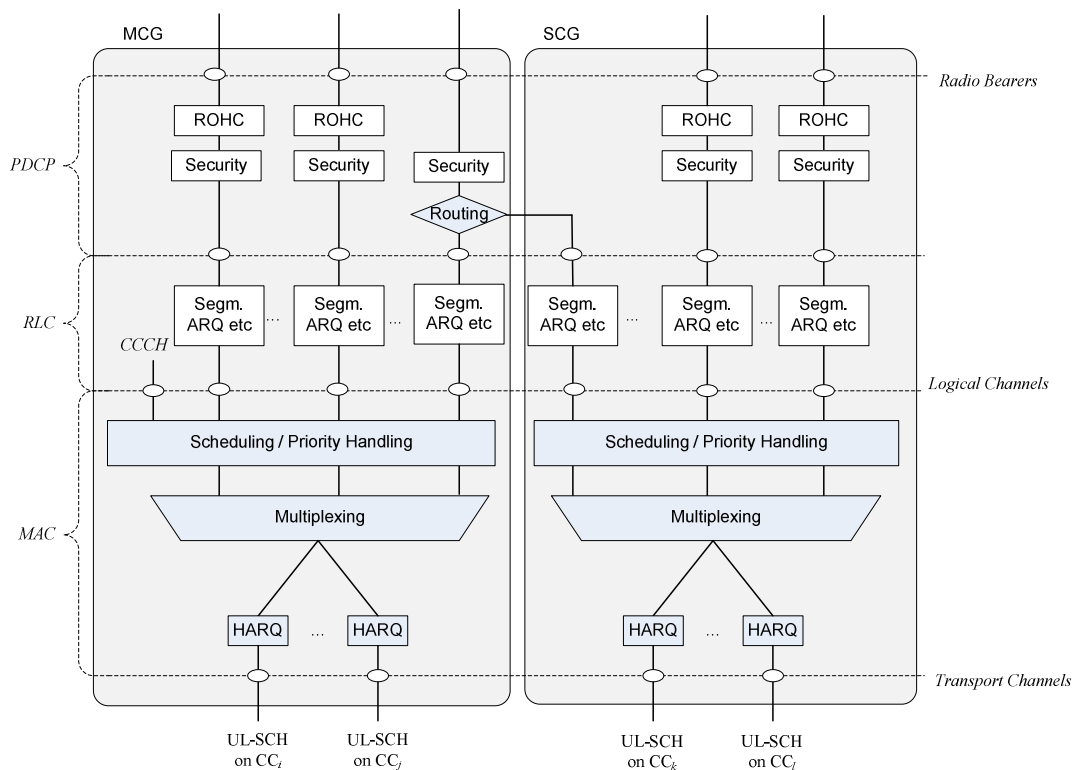 MCG
SCG
Radio Bearers
ROHC
ROHC
ROHC
ROHC
PDCP
Security
Security
Security
Security
Security
Routing
RLC
Segm.
ARQ etc
...
Segm.
ARQ etc
...
Segm.
ARQ etc
Segm.
ARQ etc
...
Segm.
ARQ etc
...
Segm.
ARQ etc
CCCH
Logical Channels
Scheduling / Priority Handling
Scheduling / Priority Handling
MAC
Multiplexing
Multiplexing
HARQ
...
HARQ
HARQ
...
HARQ
Transport Channels
UL-SCH
on CCi
UL-SCH
on CCj
UL-SCH
on CCk
UL-SCH
on CCl